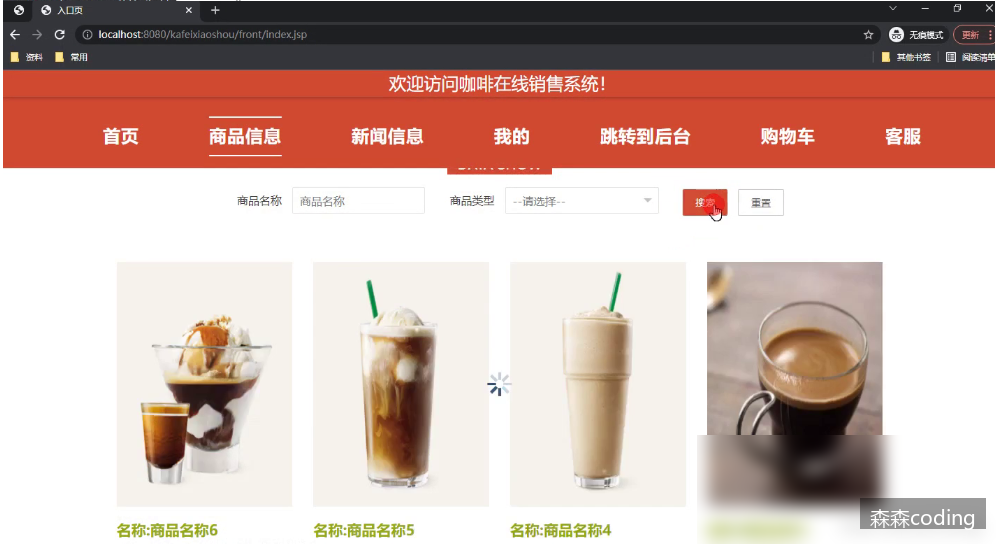 入口页
localhost:8080/kafeixiaoshou/front/index.jsp
无痕模式
更新
资料
常用
其他书签
阅读清单
欢迎访问咖啡在线销售系统!
首页
商品信息
新闻信息
我的
跳转到后台
购物车
客服
商品名称
商品名称
商品类型
--请选择--
搜索
重置
名称:商品名称6
名称:商品名称5
名称:商品名称4
森森coding